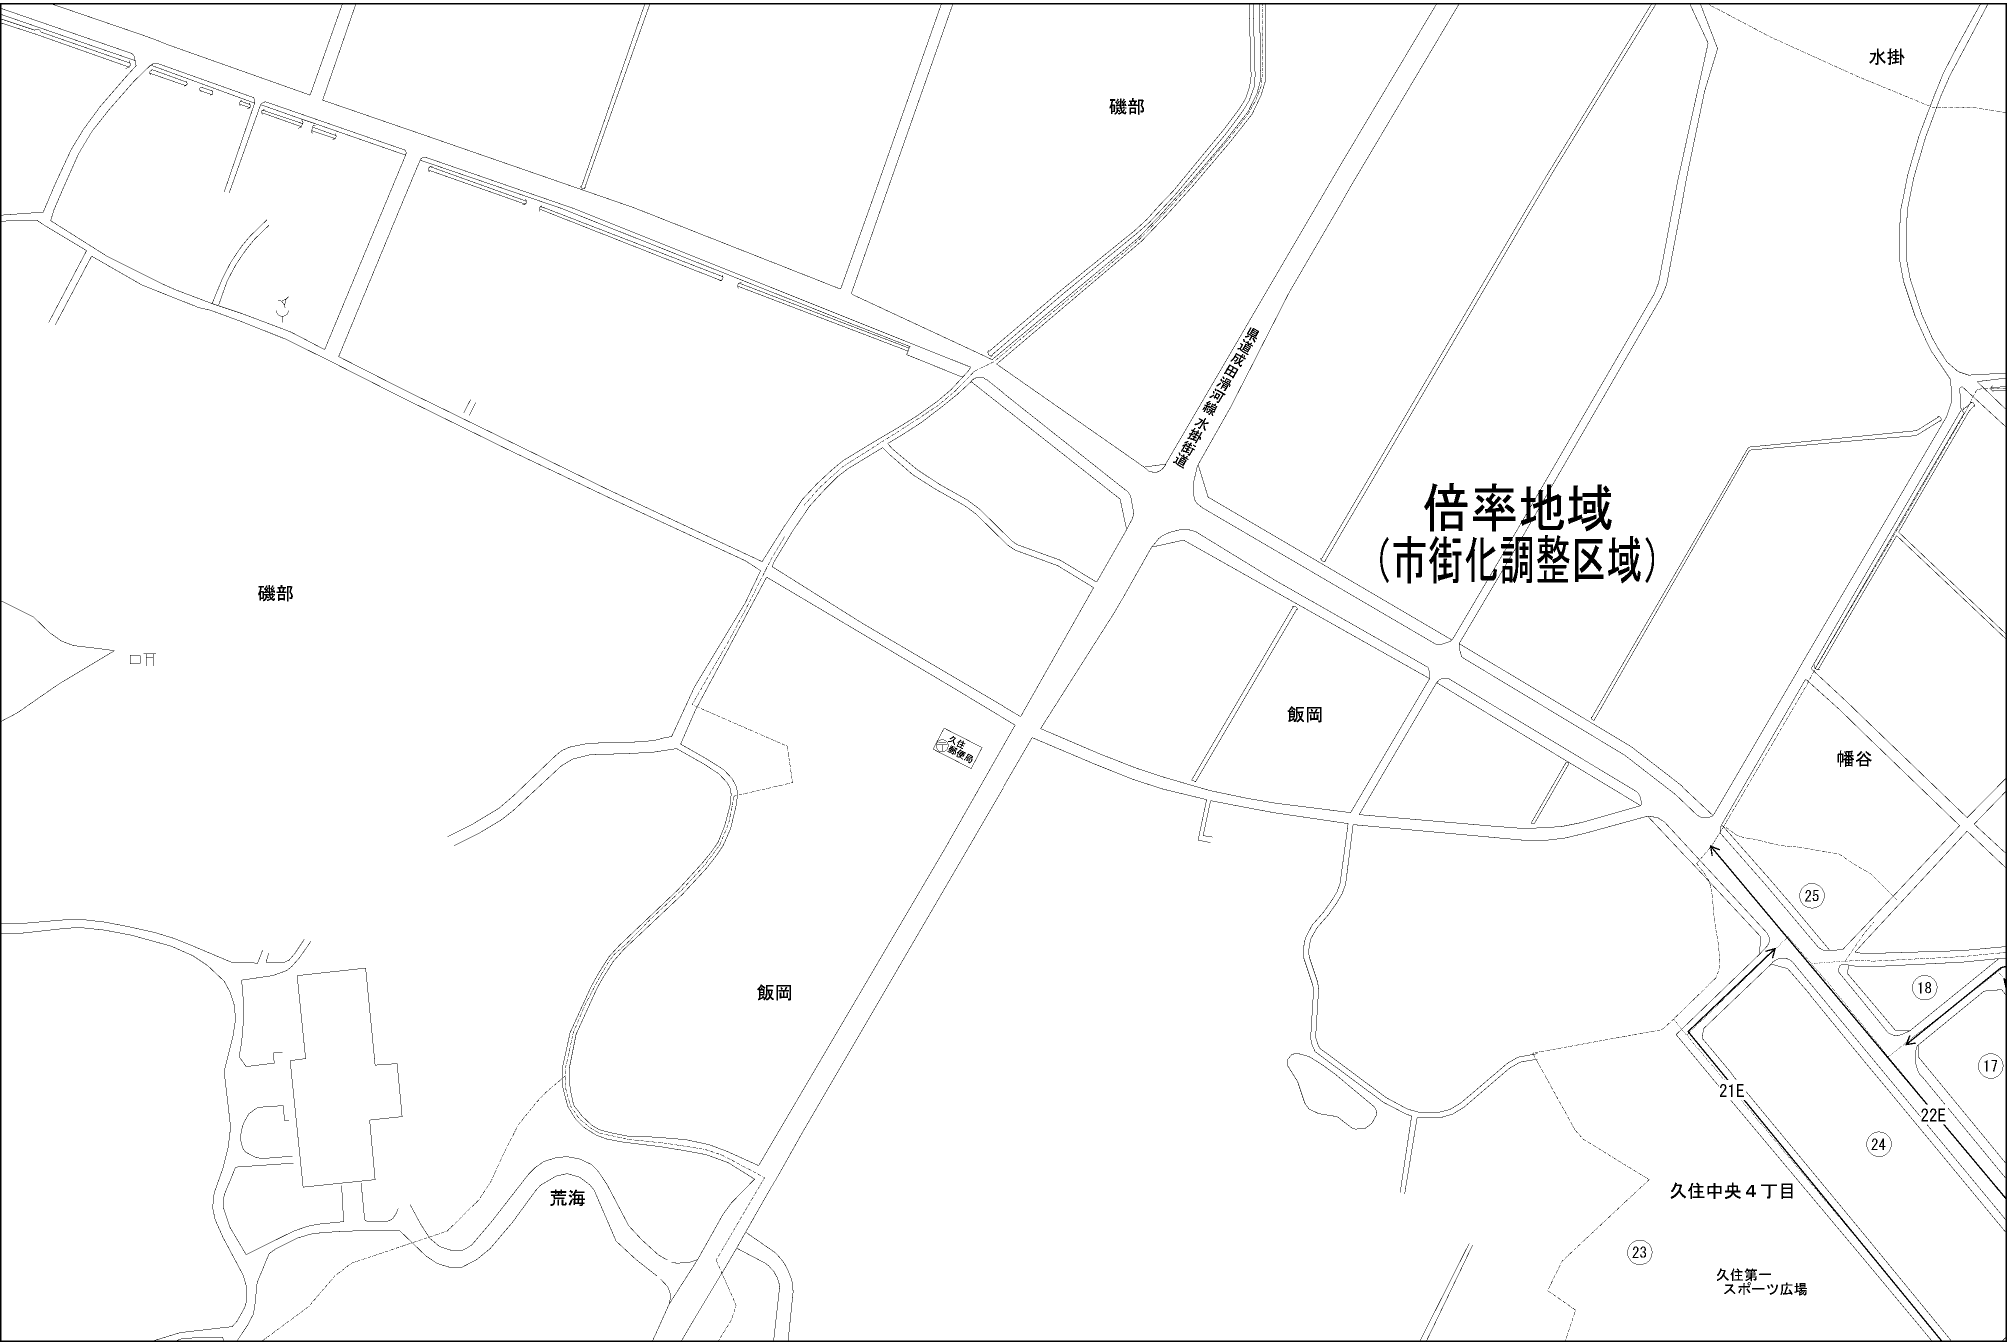 水掛
磯部
県道成田滑河線 水掛街道
倍率地域
(市街化調整区域)
磯部
飯岡
久住
郵便局
幡谷
25
18
飯岡
17
21E
22E
24
久住中央4丁目
荒海
23
久住第一
スポーツ広場